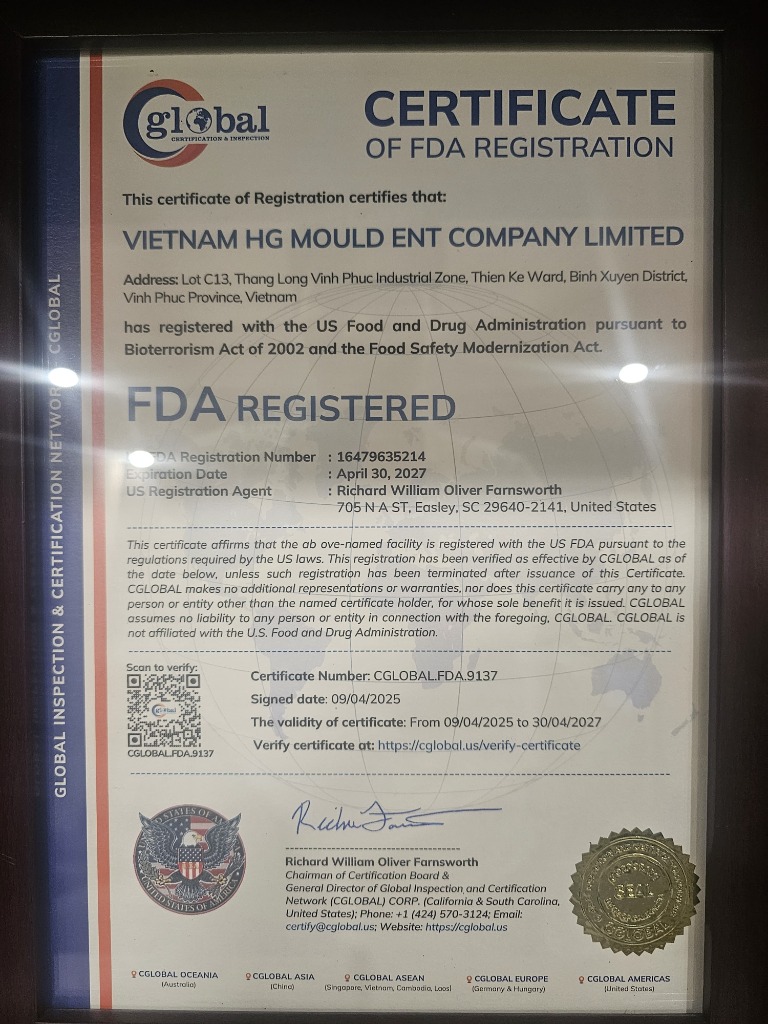 global
CERTIFICATION & INSPECTION
CERTIFICATE
OF FDA REGISTRATION
This certificate of Registration certifies that:
VIETNAM HG MOULD ENT COMPANY LIMITED
Address: Lot C13, Thang Long Vinh Phuc Industrial Zone, Thien Ke Ward, Binh Xuyen District,
Vinh Phuc Province, Vietnam
has registered with the US Food and Drug Administration pursuant to
Bioterrorism Act of 2002 and the Food Safety Modernization Act.
FDA REGISTERED
FDA Registration Number : 16479635214
Expiration Date : April 30, 2027
US Registration Agent : Richard William Oliver Farnsworth
705 N A ST, Easley, SC 29640-2141, United States
This certificate affirms that the ab ove-named facility is registered with the US FDA pursuant to the
regulations required by the US laws. This registration has been verified as effective by CGLOBAL as of
the date below, unless such registration has been terminated after issuance of this Certificate.
CGLOBAL makes no additional representations or warranties, nor does this certificate carry any to any
person or entity other than the named certificate holder, for whose sole benefit it is issued. CGLOBAL
assumes no liability to any person or entity in connection with the foregoing, CGLOBAL. CGLOBAL is
not affiliated with the U.S. Food and Drug Administration.
Scan to verify:
CGLOBAL.FDA.9137
Certificate Number: CGLOBAL.FDA.9137
Signed date: 09/04/2025
The validity of certificate: From 09/04/2025 to 30/04/2027
Verify certificate at: https://cglobal.us/verify-certificate
UNITED STATES OF AMERICA
Richard William Oliver Farnsworth
Chairman of Certification Board &
General Director of Global Inspection and Certification
Network (CGLOBAL) CORP. (California & South Carolina,
United States); Phone: +1 (424) 570-3124; Email:
certify@cglobal.us; Website: https://cglobal.us
SEAL
CGLOBAL
CGLOBAL OCEANIA
(Australia)
CGLOBAL ASIA
(China)
CGLOBAL ASEAN
(Singapore, Vietnam, Cambodia, Laos)
CGLOBAL EUROPE
(Germany & Hungary)
CGLOBAL AMERICAS
(United States)
GLOBAL INSPECTION & CERTIFICATION NETWORK CGLOBAL